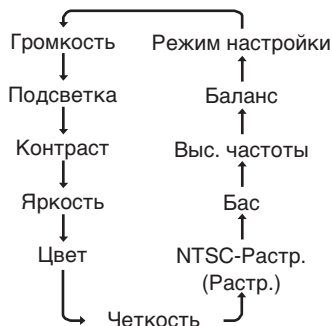 Громкость
Режим настройки
Подсветка
Баланс
Контраст
Выс. частоты
Яркость
Бас
Цвет
NTSC-Растр.
(Растр.)
Четкость